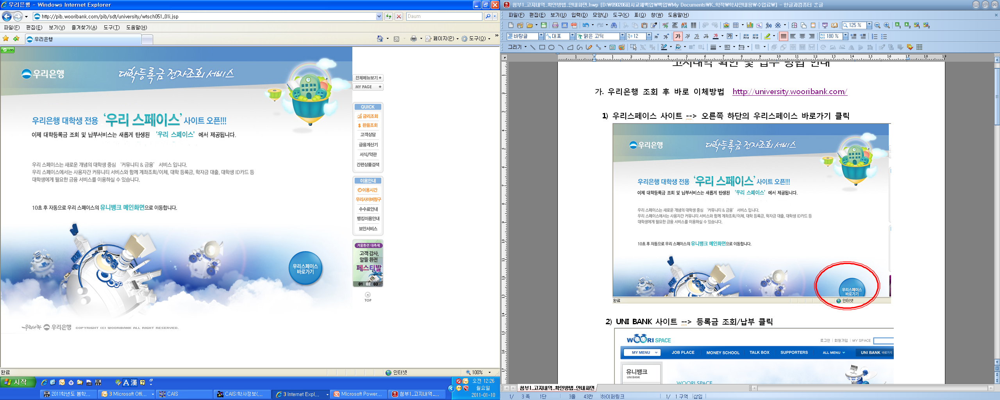 우리은행 - Windows Internet Explorer
http://pib.wooribank.com/pib/sdt/university/wtsch051_01i.jsp
Daum
파일(F) 편집(E) 보기(V) 즐겨찾기(A) 도구(T) 도움말(H)
우리은행
페이지(P) 도구(O)
우리은행
대학등록금 전자조회 서비스
전체메뉴보기 +
MY PAGE +
우리은행 대학생 전용 '우리 스페이스' 사이트 오픈!!!
이제 대학등록금 조회 및 납부서비스는 새롭게 탄생된 '우리 스페이스' 에서 제공됩니다.
우리 스페이스는 새로운 개념의 대학생 중심 '커뮤니티 & 금융' 서비스 입니다.
우리 스페이스에서는 사용자간 커뮤니티 서비스와 함께 계좌조회/이체, 대학 등록금, 학자금 대출, 대학생 ID카드 등
대학생에게 필요한 금융 서비스를 이용하실 수 있습니다.
10초 후 자동으로 우리 스페이스의 유니뱅크 메인화면으로 이동합니다.
우리스페이스
바로가기
QUICK
금리조회
환율조회
고객상담
금융계산기
서식/약관
간편상품검색
이용안내
이용시간
우리사이버창구
수수료안내
뱅킹이용안내
보안서비스
겨울환전 대축제
고객 감사,
알뜰 환전
페스티발
01 02 03
TOP
우리나라 우리은행 COPYRIGHT (C) WOORIBANK ALL RIGHT RESERVED.
완료
인터넷
100%
시작
A 漢
LIVE
2011학년도 봄학...
3 Microsoft Offi...
CAIS
CAIS:학사정보(...
3 Internet Expl...
Microsoft Power...
첨부1_고지내역_...
오전 12:26
월요일
2011-01-10
첨부1_고지내역_확인방법_안내화면.hwp [D:\090206피시교체백업\백업\My Documents\K_학적\학사안내용\수업료\] - 한글과컴퓨터 한글
파일(F) 편집(E) 보기(U) 입력(D) 모양(J) 도구(K) 표(Q) 창(W) 도움말(H)
125 %
바탕글 대표 맑은 고딕 12 가 가 가 가 가 180 %
그리기
1 1 2 3 4 5 6 7 8 9 10 11 12 13 14 15 16 17 18 19
고지내역 확인 및 납부 방법 안내
가. 우리은행 조회 후 바로 이체방법 http://university.wooribank.com/
1) 우리스페이스 사이트 --> 오른쪽 하단의 우리스페이스 바로가기 클릭
우리은행
대학등록금 전자조회 서비스
우리은행 대학생 전용 '우리 스페이스' 사이트 오픈!!!
이제 대학등록금 조회 및 납부서비스는 새롭게 탄생된 '우리 스페이스' 에서 제공됩니다.
우리 스페이스는 새로운 개념의 대학생 중심 '커뮤니티 & 금융' 서비스 입니다.
우리 스페이스에서는 사용자간 커뮤니티 서비스와 함께 계좌조회/이체, 대학 등록금, 학자금 대출, 대학생 ID카드 등
대학생에게 필요한 금융 서비스를 이용하실 수 있습니다.
10초 후 자동으로 우리 스페이스의 유니뱅크 메인화면으로 이동합니다.
우리스페이스
바로가기
완료
인터넷
2) UNI BANK 사이트 --> 등록금 조회/납부 클릭
WOORI SPACE
로그인 | 회원가입 | MY SPACE
MY MENU JOB PLACE MONEY SCHOOL TALK BOX SUPPORTERS ALL MENU UNI BANK 바로가기
유니뱅크
UNI BANK
WOORI SPACE
첨부1_고지내역_확인방법_안내화면
1/ 3 쪽 1단 3줄 43칸 하이퍼링크 1/ 1 구역 삽입